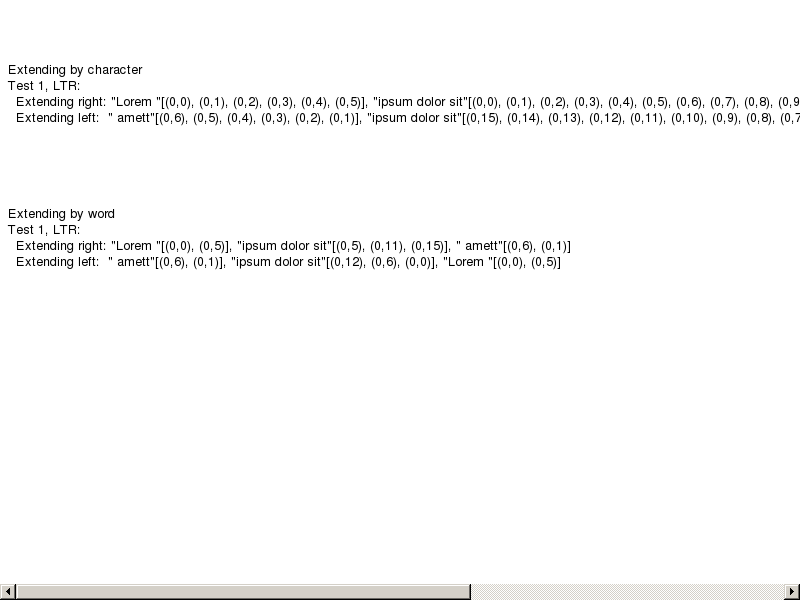 Extending by character
Test 1, LTR:
Extending right: "Lorem "[(0,0), (0,1), (0,2), (0,3), (0,4), (0,5)], "ipsum dolor sit"[(0,0), (0,1), (0,2), (0,3), (0,4), (0,5), (0,6), (0,7), (0,8), (0,9
Extending left:  " amett"[(0,6), (0,5), (0,4), (0,3), (0,2), (0,1)], "ipsum dolor sit"[(0,15), (0,14), (0,13), (0,12), (0,11), (0,10), (0,9), (0,8), (0,7
Extending by word
Test 1, LTR:
Extending right: "Lorem "[(0,0), (0,5)], "ipsum dolor sit"[(0,5), (0,11), (0,15)], " amett"[(0,6), (0,1)]
Extending left:  " amett"[(0,6), (0,1)], "ipsum dolor sit"[(0,12), (0,6), (0,0)], "Lorem "[(0,0), (0,5)]